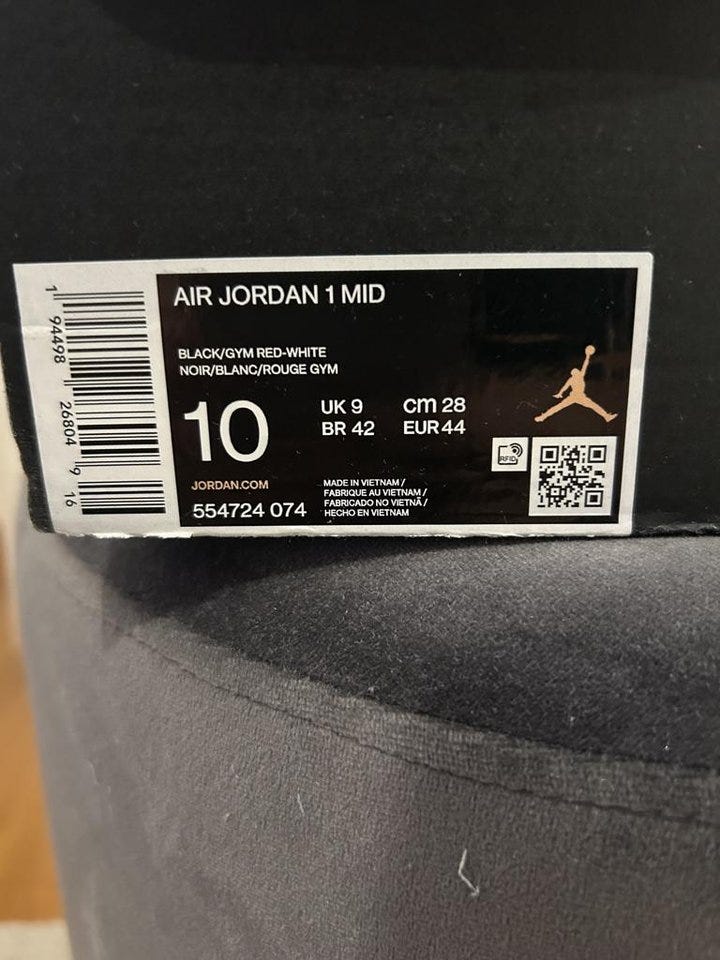 AIR JORDAN 1 MID
BLACK/GYM RED-WHITE
NOIR/BLANC/ROUGE GYM
10
UK 9 CM 28
BR 42 EUR 44
RFID
JORDAN.COM
554724 074
MADE IN VIETNAM /
FABRIQUE AU VIETNAM /
FABRICADO NO VIETNÃ /
HECHO EN VIETNAM
1 94498 26804 9 16